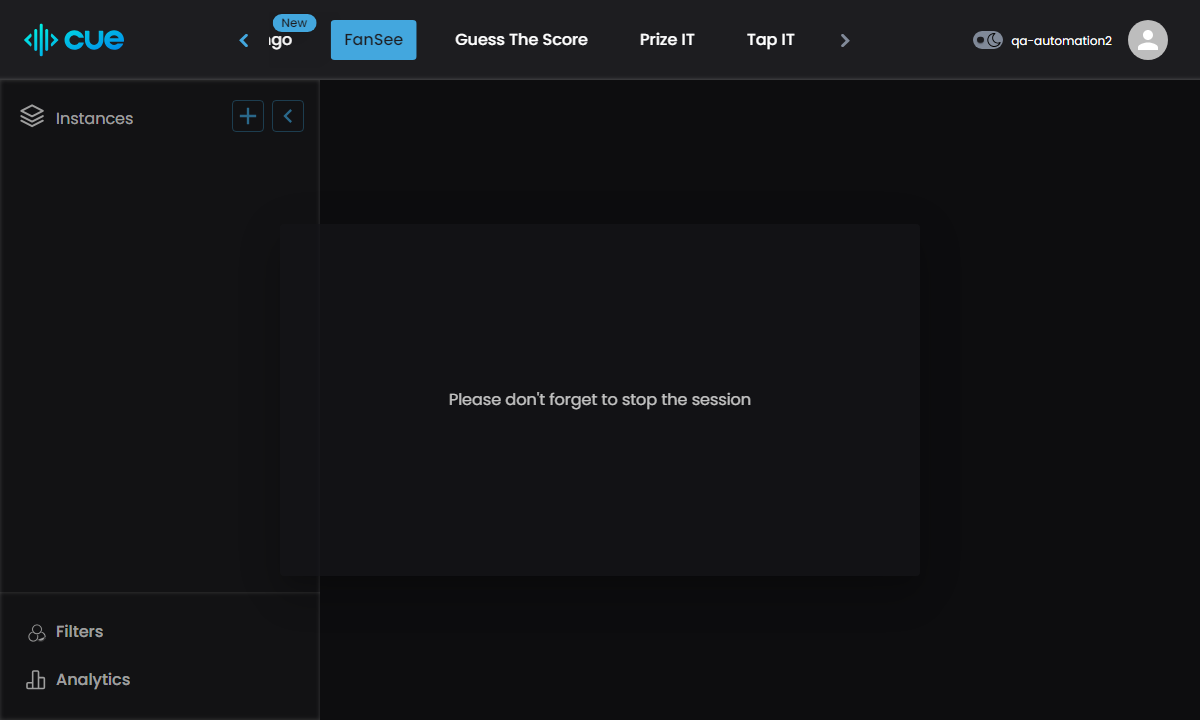 cue
New
FanSee
Guess The Score
Prize IT
Tap IT
qa-automation2
Instances
Please don't forget to stop the session
Filters
Analytics